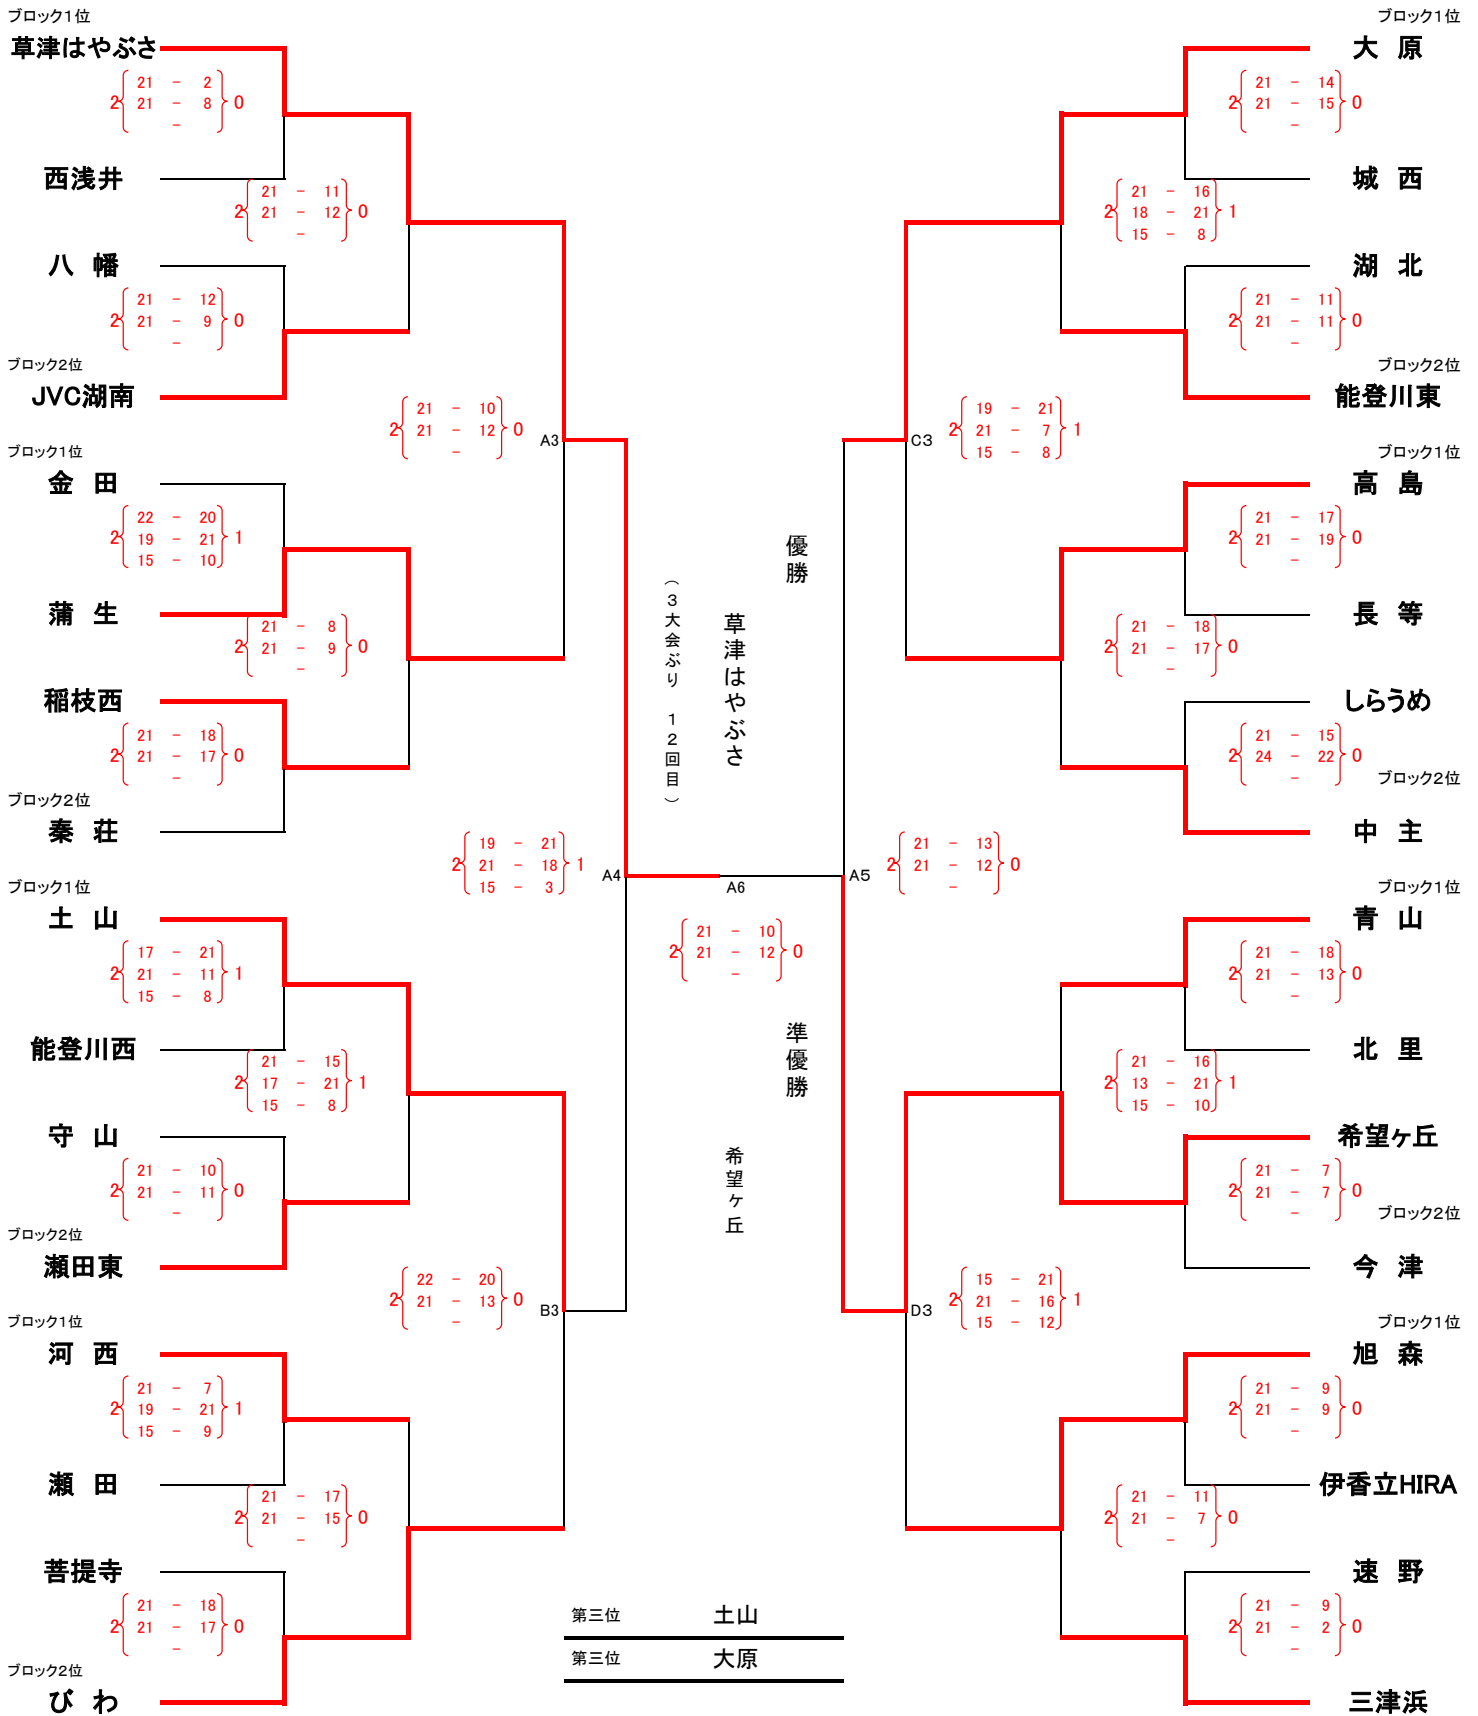 ブロック1位
草津はやぶさ
21 － 2
2 21 － 8 0
－
西浅井
21 － 11
2 21 － 12 0
－
八 幡
21 － 12
2 21 － 9 0
－
ブロック2位
JVC湖南
21 － 10
2 21 － 12 0
－
A3
ブロック1位
金 田
22 － 20
2 19 － 21 1
15 － 10
蒲 生
21 － 8
2 21 － 9 0
－
稲枝西
21 － 18
2 21 － 17 0
－
ブロック2位
秦 荘
19 － 21
2 21 － 18 1
15 － 3
A4
ブロック1位
土 山
17 － 21
2 21 － 11 1
15 － 8
能登川西
21 － 15
2 17 － 21 1
15 － 8
守 山
21 － 10
2 21 － 11 0
－
ブロック2位
瀬田東
22 － 20
2 21 － 13 0
－
B3
ブロック1位
河 西
21 － 7
2 19 － 21 1
15 － 9
瀬 田
21 － 17
2 21 － 15 0
－
菩提寺
21 － 18
2 21 － 17 0
－
ブロック2位
びわ
優勝
草津はやぶさ
（3大会ぶり 12回目）
A6
21 － 10
2 21 － 12 0
－
準優勝
希望ヶ丘
第三位 土山
第三位 大原
ブロック1位
大 原
21 － 14
2 21 － 15 0
－
城 西
21 － 16
2 18 － 21 1
15 － 8
湖 北
21 － 11
2 21 － 11 0
－
ブロック2位
能登川東
C3
19 － 21
2 21 － 7 1
15 － 8
ブロック1位
高 島
21 － 17
2 21 － 19 0
－
長 等
21 － 18
2 21 － 17 0
－
しらうめ
21 － 15
2 24 － 22 0
－
ブロック2位
中 主
A5
21 － 13
2 21 － 12 0
－
ブロック1位
青 山
21 － 18
2 21 － 13 0
－
北 里
21 － 16
2 13 － 21 1
15 － 10
希望ヶ丘
21 － 7
2 21 － 7 0
－
ブロック2位
今 津
D3
15 － 21
2 21 － 16 1
15 － 12
ブロック1位
旭 森
21 － 9
2 21 － 9 0
－
伊香立HIRA
21 － 11
2 21 － 7 0
－
速 野
21 － 9
2 21 － 2 0
－
三津浜